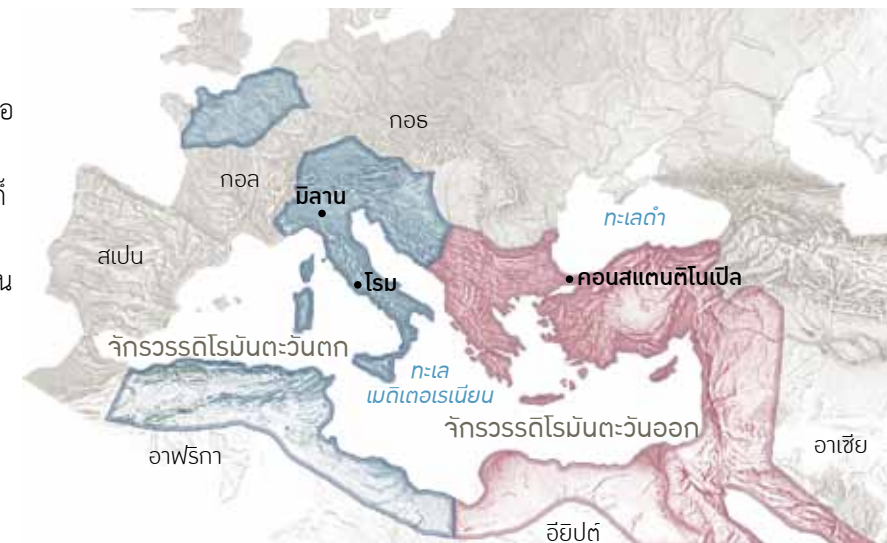 อ
ก็
น
กอธ
กอล
มิลาน
ทะเลดำ
สเปน
โรม
คอนสแตนติโนเปิล
จักรวรรดิโรมันตะวันตก
ทะเล
เมดิเตอเรเนียน
จักรวรรดิโรมันตะวันออก
อาเซีย
อาฟริกา
อียิปต์